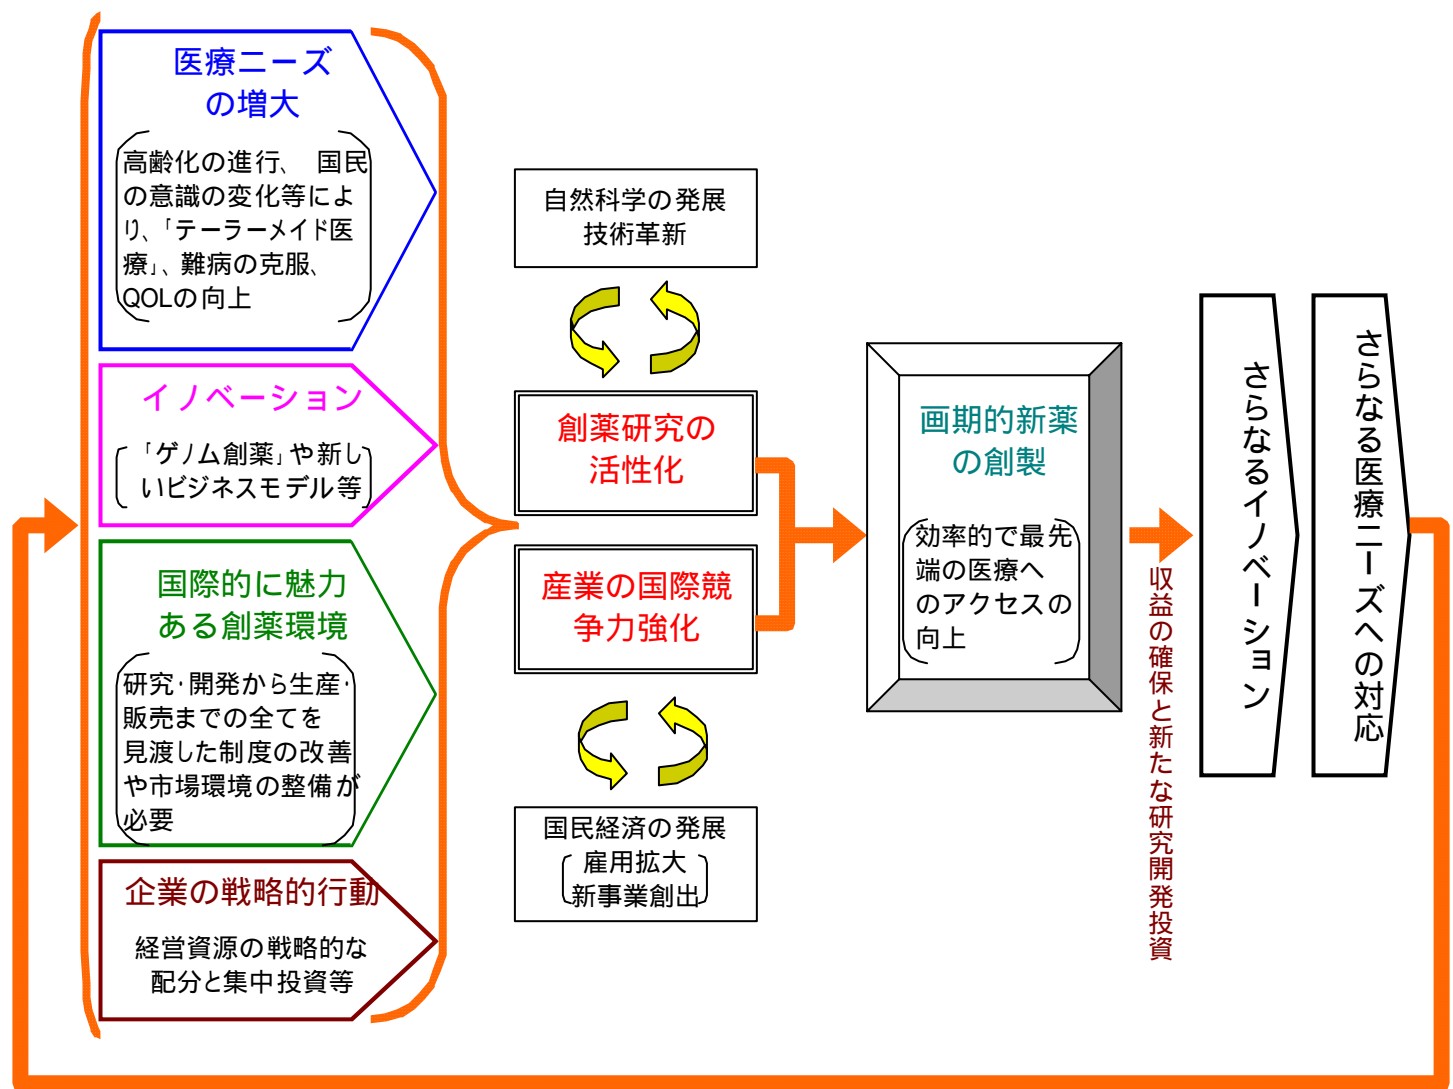 医療ニーズ
の増大
高齢化の進行、 国民
の意識の変化等によ
り、「テーラーメイド医
療」、難病の克服、
QOLの向上
イノベーション
「ゲノム創薬」や新し
いビジネスモデル等
国際的に魅力
ある創薬環境
研究・開発から生産・
販売までの全てを
見渡した制度の改善
や市場環境の整備が
必要
企業の戦略的行動
経営資源の戦略的な
配分と集中投資等
自然科学の発展
技術革新
創薬研究の
活性化
産業の国際競
争力強化
国民経済の発展
雇用拡大
新事業創出
画期的新薬
の創製
効率的で最先
端の医療へ
のアクセスの
向上
収益の確保と新たな研究開発投資
さらなるイノベーション
さらなる医療ニーズへの対応